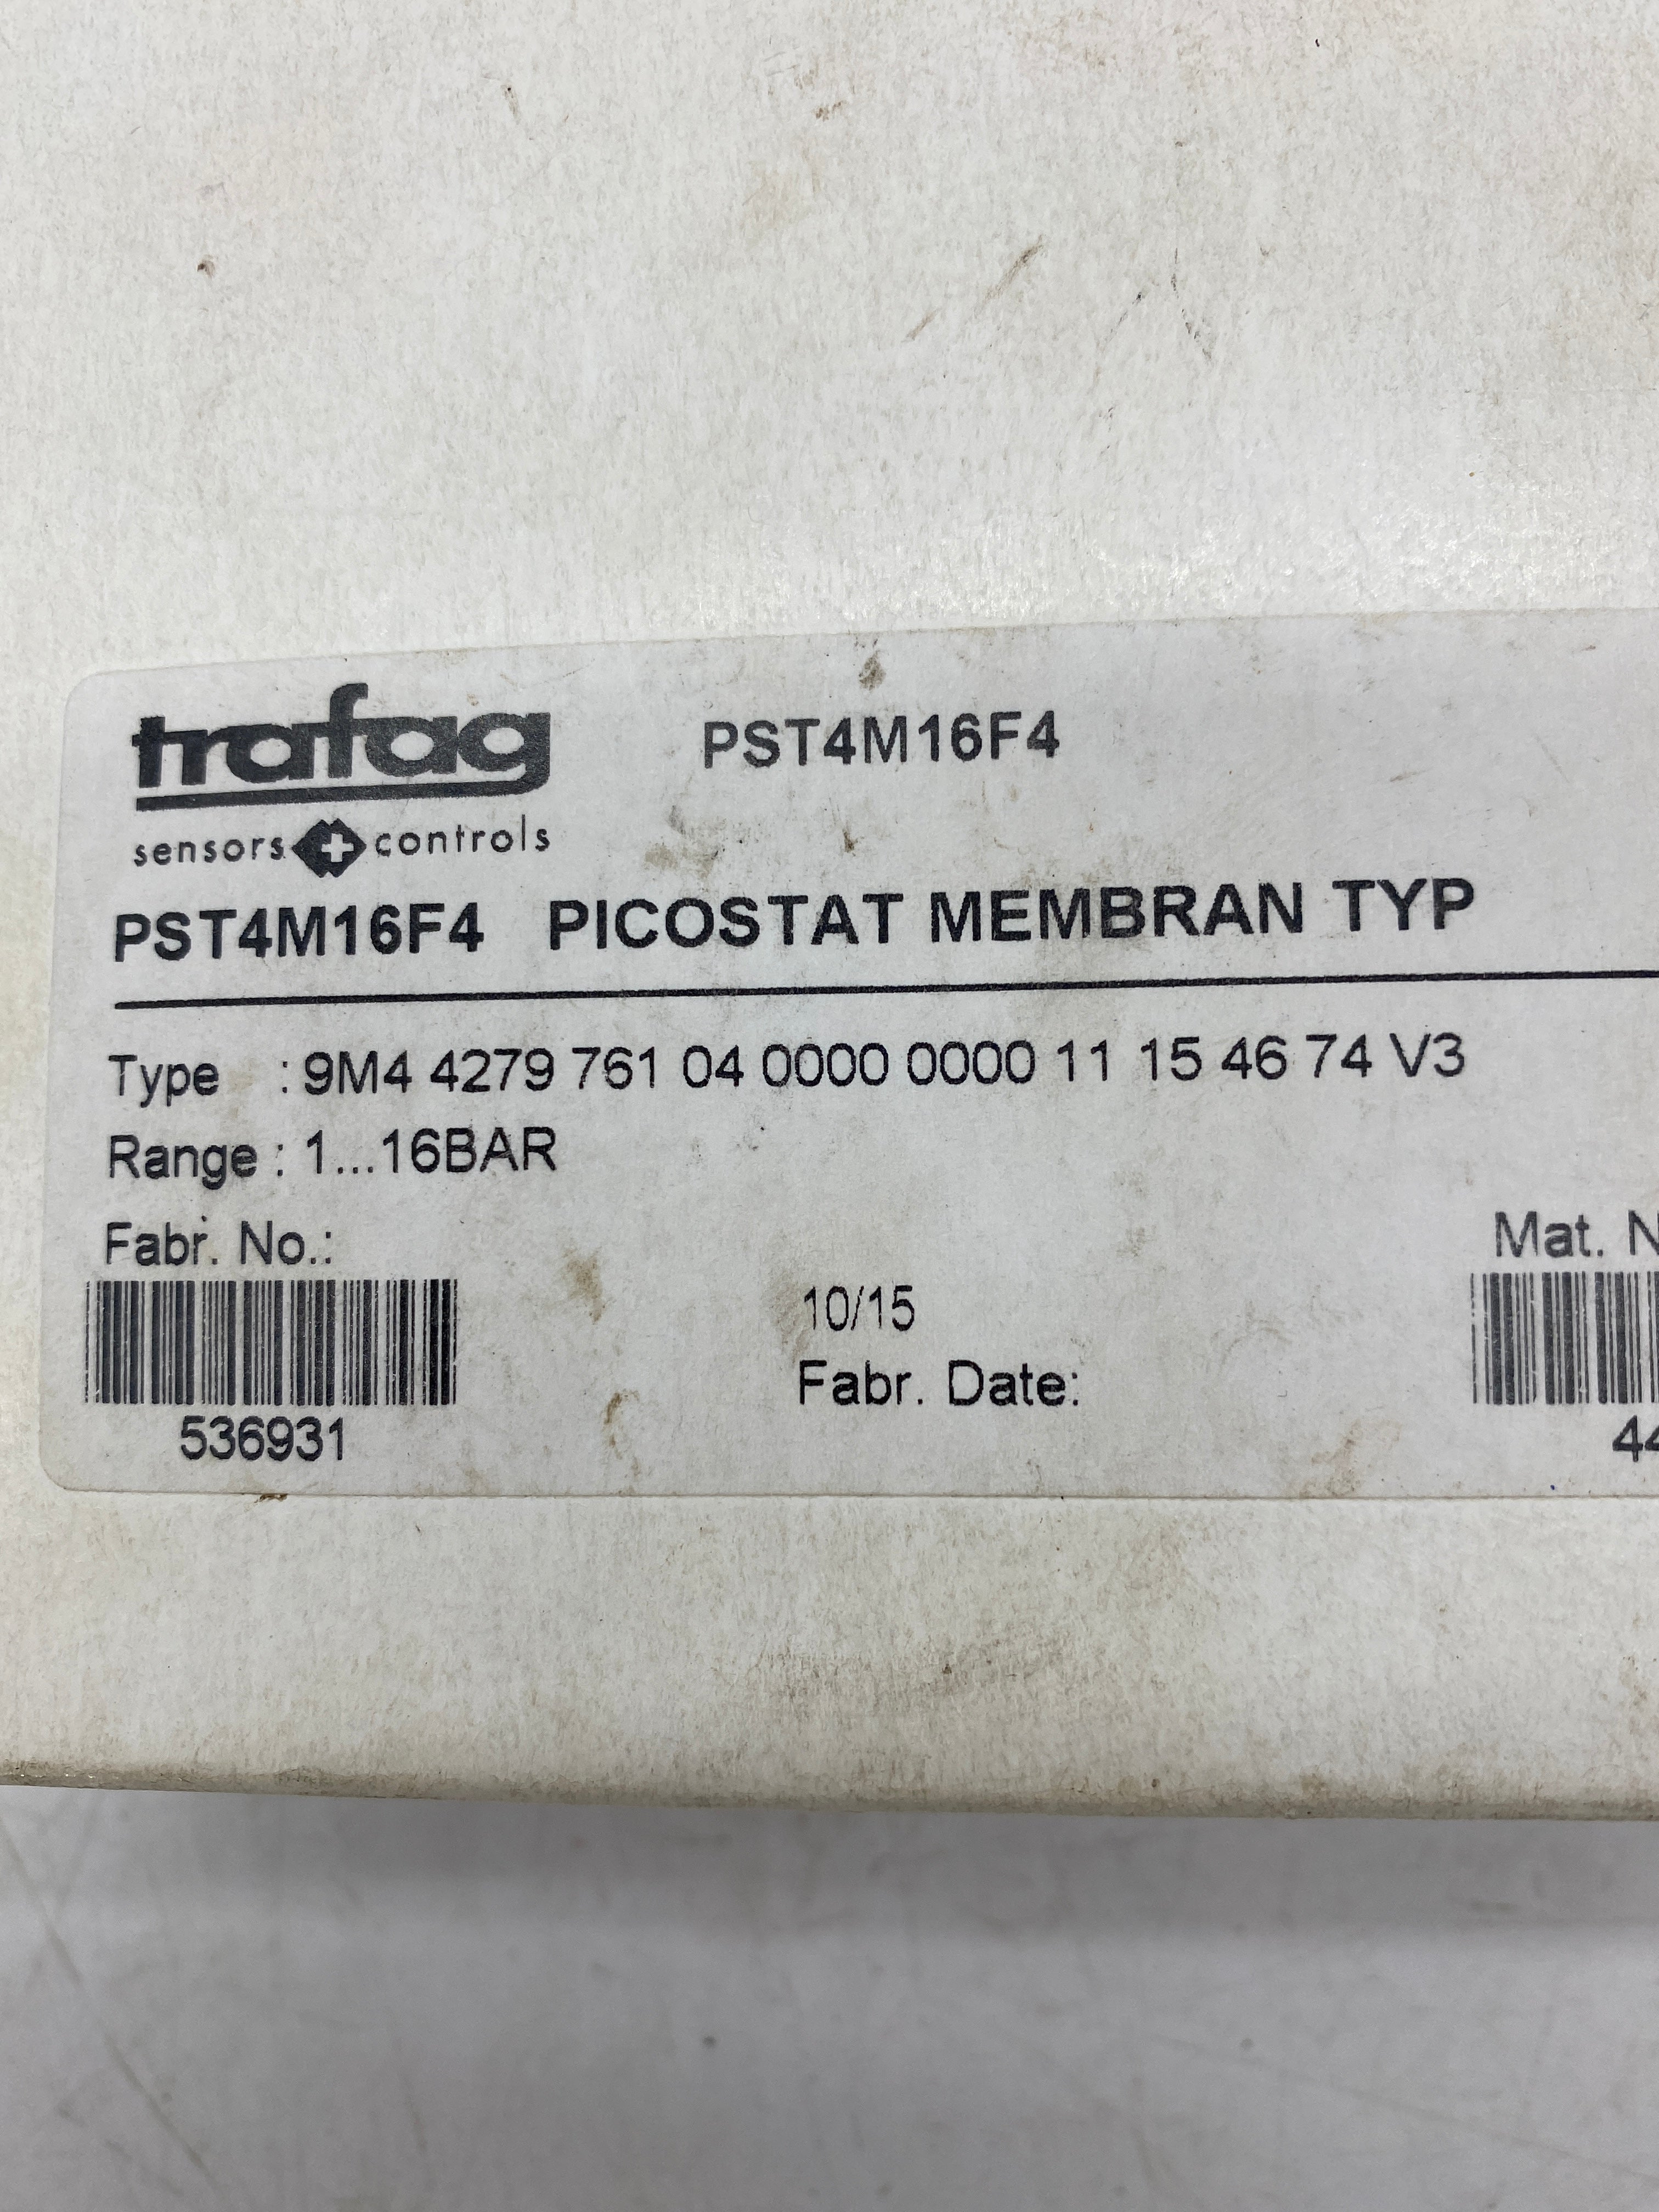 trafag
sensors controls
PST4M16F4
PST4M16F4 PICOSTAT MEMBRAN TYP
Type : 9M4 4279 761 04 0000 0000 11 15 46 74 V3
Range : 1...16BAR
Fabr. No.:
536931
10/15
Fabr. Date:
Mat. N
44